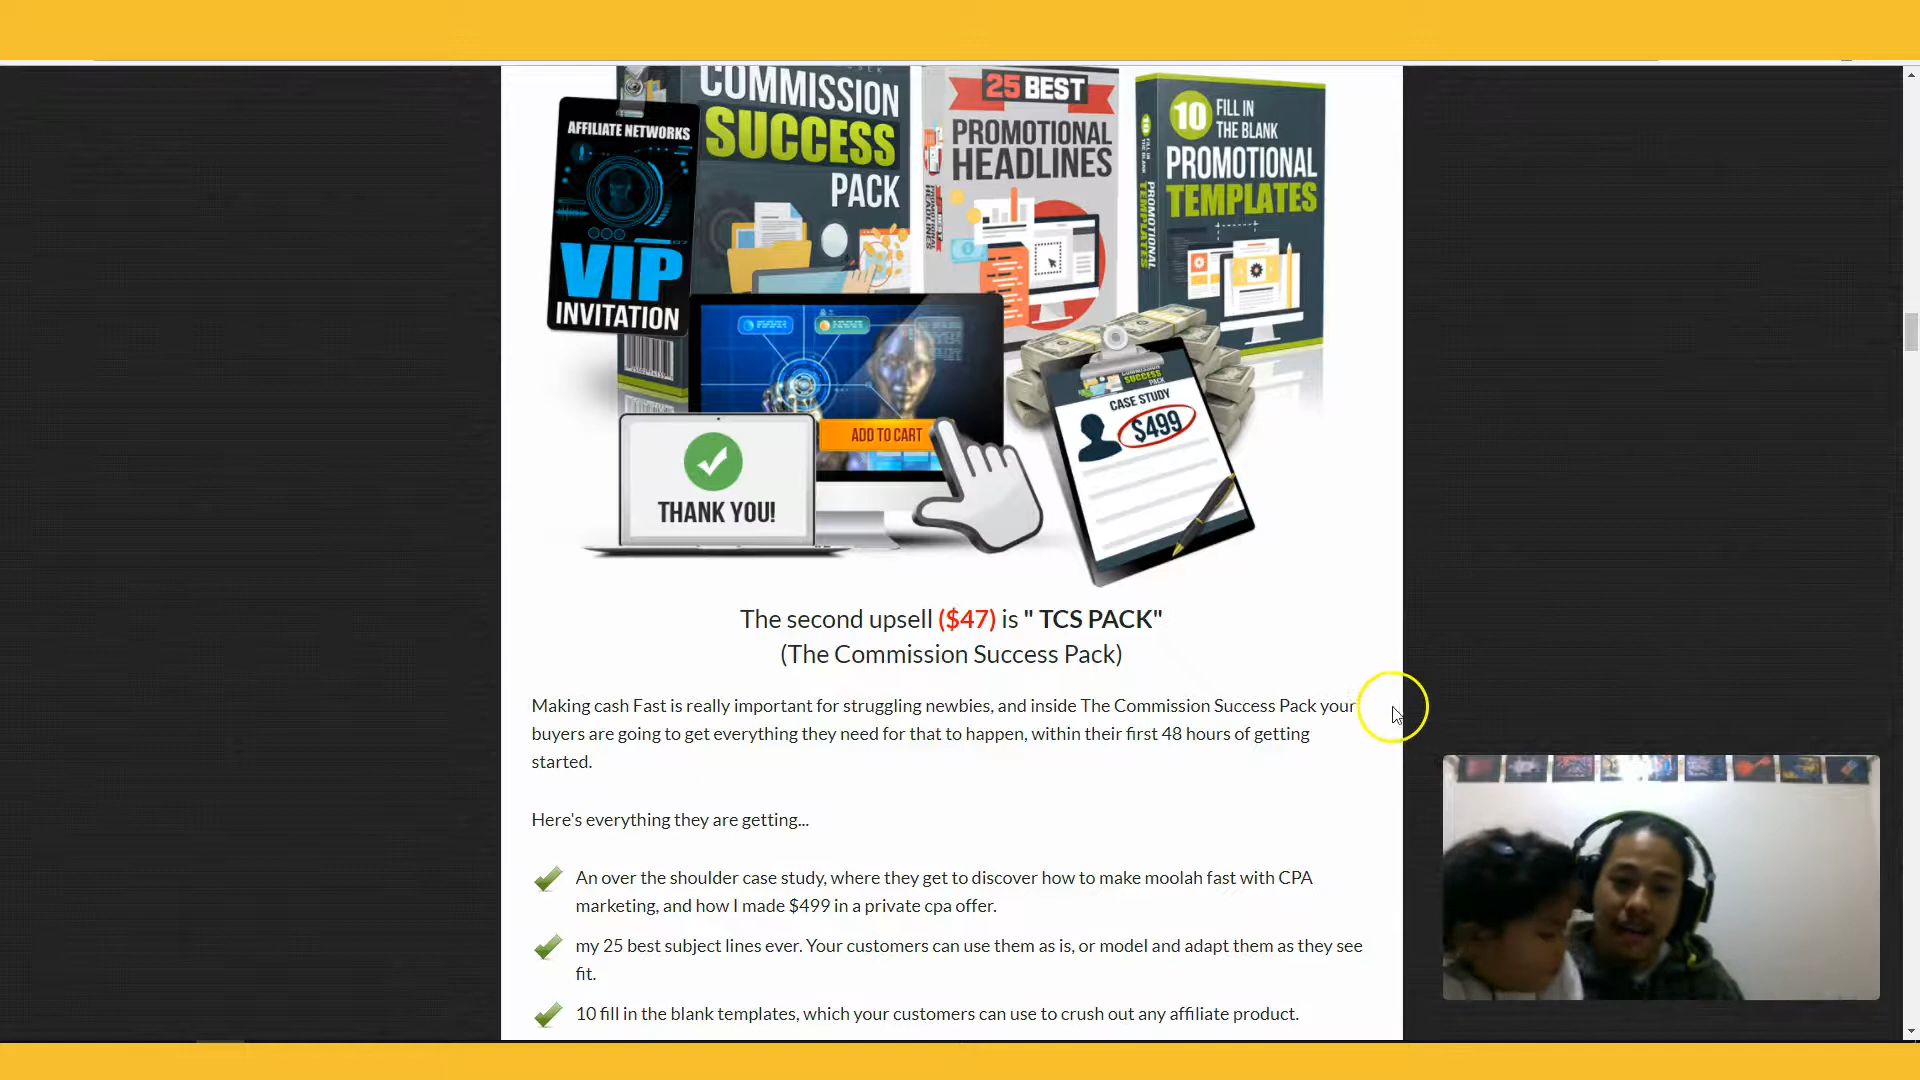 COMMISSION
SUCCESS
PACK
AFFILIATE NETWORKS
VIP
INVITATION
25 BEST
PROMOTIONAL
HEADLINES
10 FILL IN
THE BLANK
PROMOTIONAL
TEMPLATES
PROMOTIONAL
TEMPLATES
ADD TO CART
THANK YOU!
COMMISSION
SUCCESS
PACK
CASE STUDY
$499
The second upsell ($47) is " TCS PACK"
(The Commission Success Pack)
Making cash Fast is really important for struggling newbies, and inside The Commission Success Pack your
buyers are going to get everything they need for that to happen, within their first 48 hours of getting
started.
Here's everything they are getting...
An over the shoulder case study, where they get to discover how to make moolah fast with CPA
marketing, and how I made $499 in a private cpa offer.
my 25 best subject lines ever. Your customers can use them as is, or model and adapt them as they see
fit.
10 fill in the blank templates, which your customers can use to crush out any affiliate product.